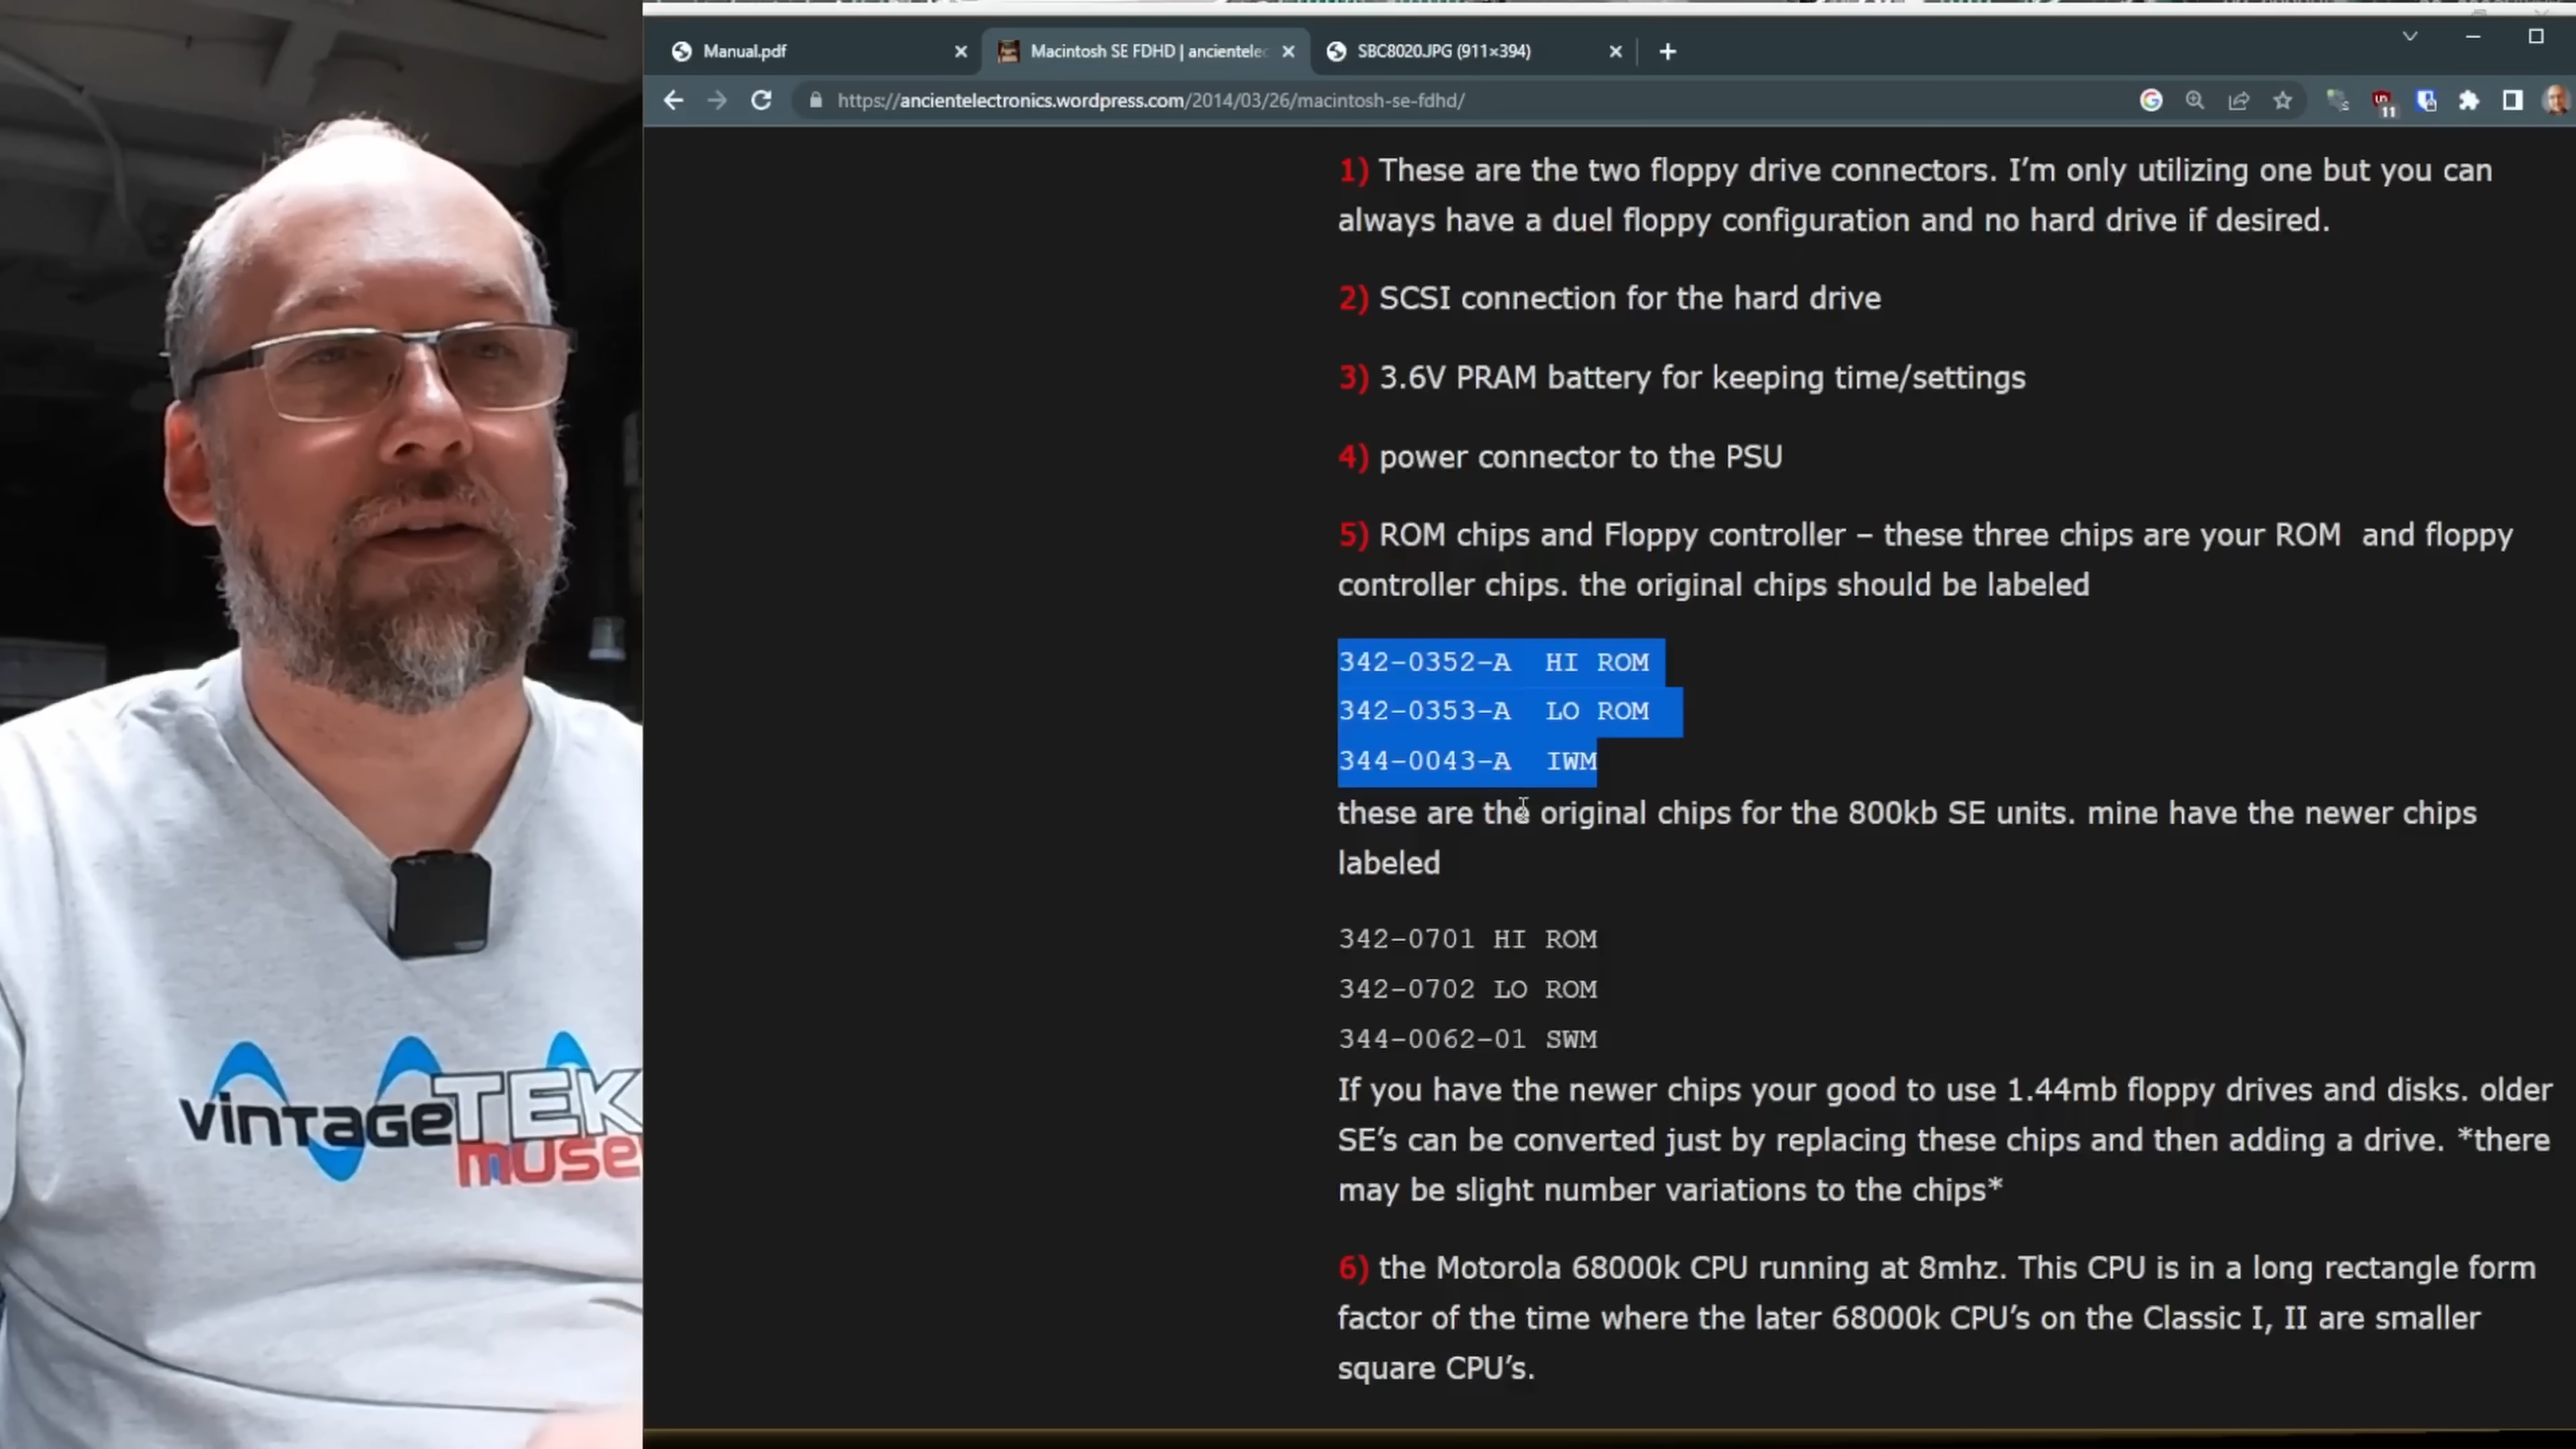 Manual.pdf
Macintosh SE FDHD | ancientelec
SBC8020.JPG (911×394)
https://ancientelectronics.wordpress.com/2014/03/26/macintosh-se-fdhd/
11
1) These are the two floppy drive connectors. I’m only utilizing one but you can
always have a duel floppy configuration and no hard drive if desired.
2) SCSI connection for the hard drive
3) 3.6V PRAM battery for keeping time/settings
4) power connector to the PSU
5) ROM chips and Floppy controller – these three chips are your ROM  and floppy
controller chips. the original chips should be labeled
342-0352-A  HI ROM
342-0353-A  LO ROM
344-0043-A  IWM
these are the original chips for the 800kb SE units. mine have the newer chips
labeled
342-0701 HI ROM
342-0702 LO ROM
344-0062-01 SWM
If you have the newer chips your good to use 1.44mb floppy drives and disks. older
SE’s can be converted just by replacing these chips and then adding a drive. *there
may be slight number variations to the chips*
6) the Motorola 68000k CPU running at 8mhz. This CPU is in a long rectangle form
factor of the time where the later 68000k CPU’s on the Classic I, II are smaller
square CPU’s.
vintageTEK
muse